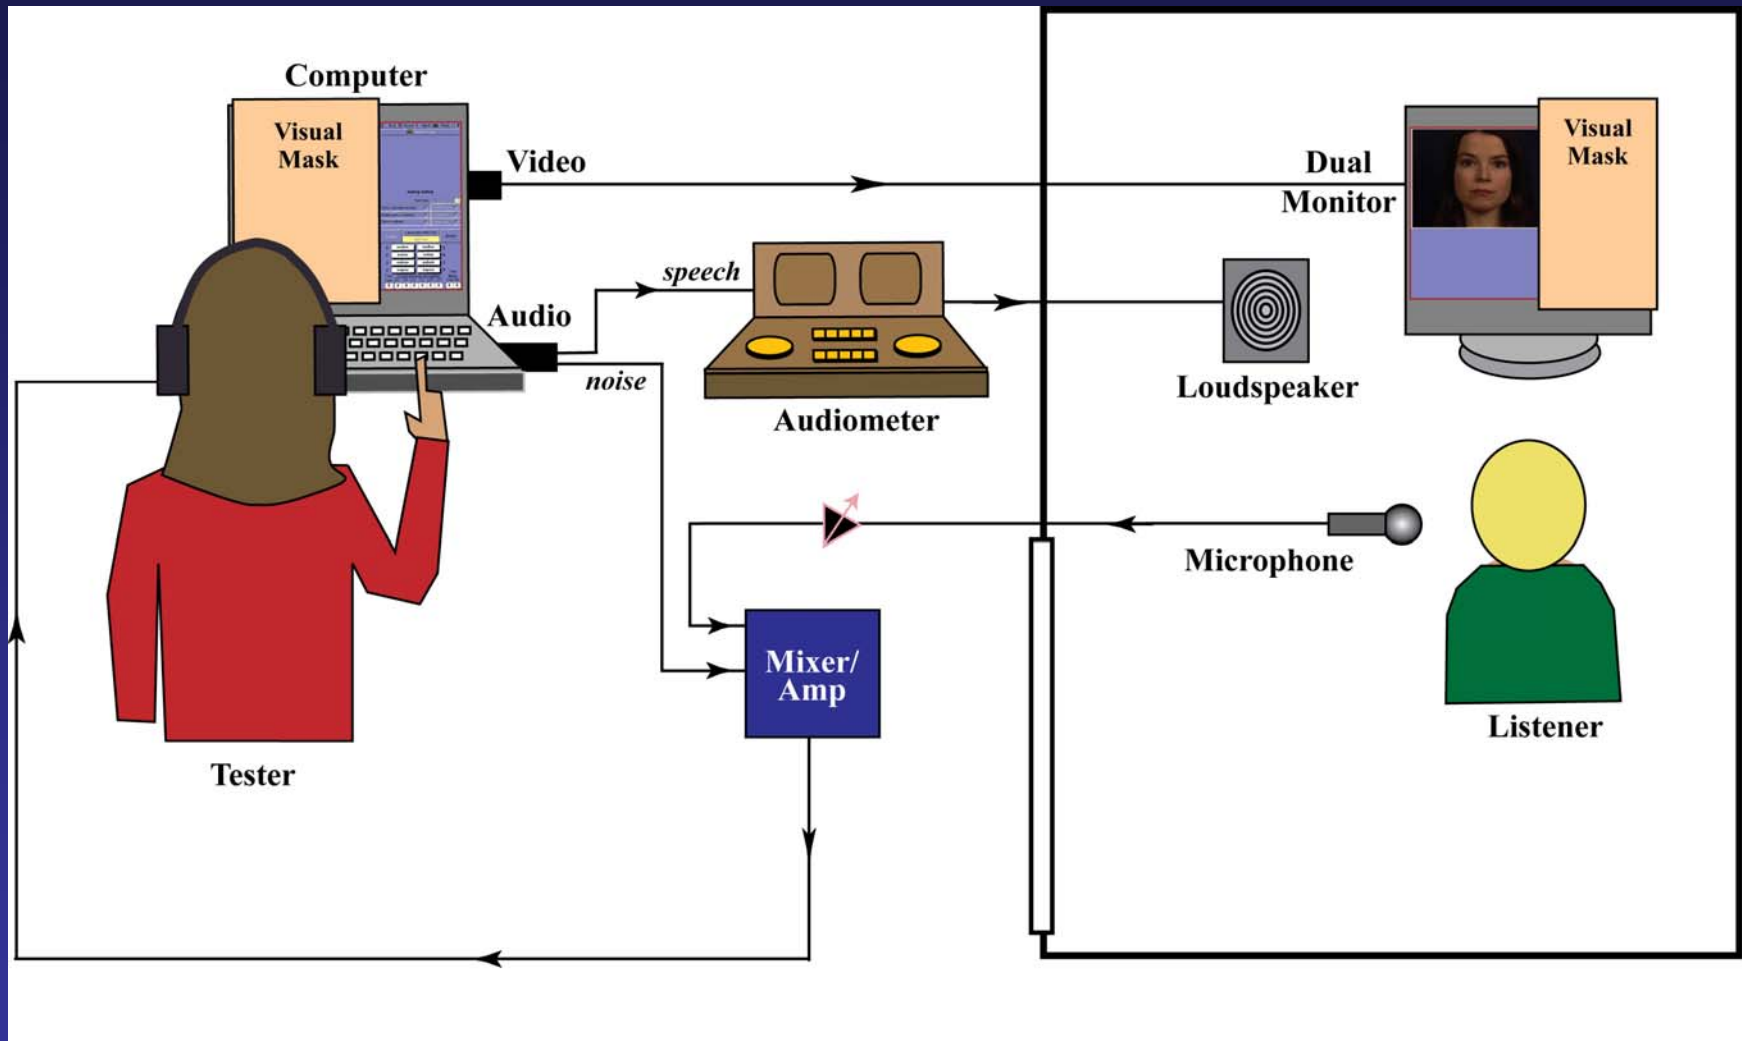 Computer
Visual
Mask
Video
Audio
speech
noise
Audiometer
Dual
Monitor
Visual
Mask
Loudspeaker
Microphone
Mixer/
Amp
Listener
Tester